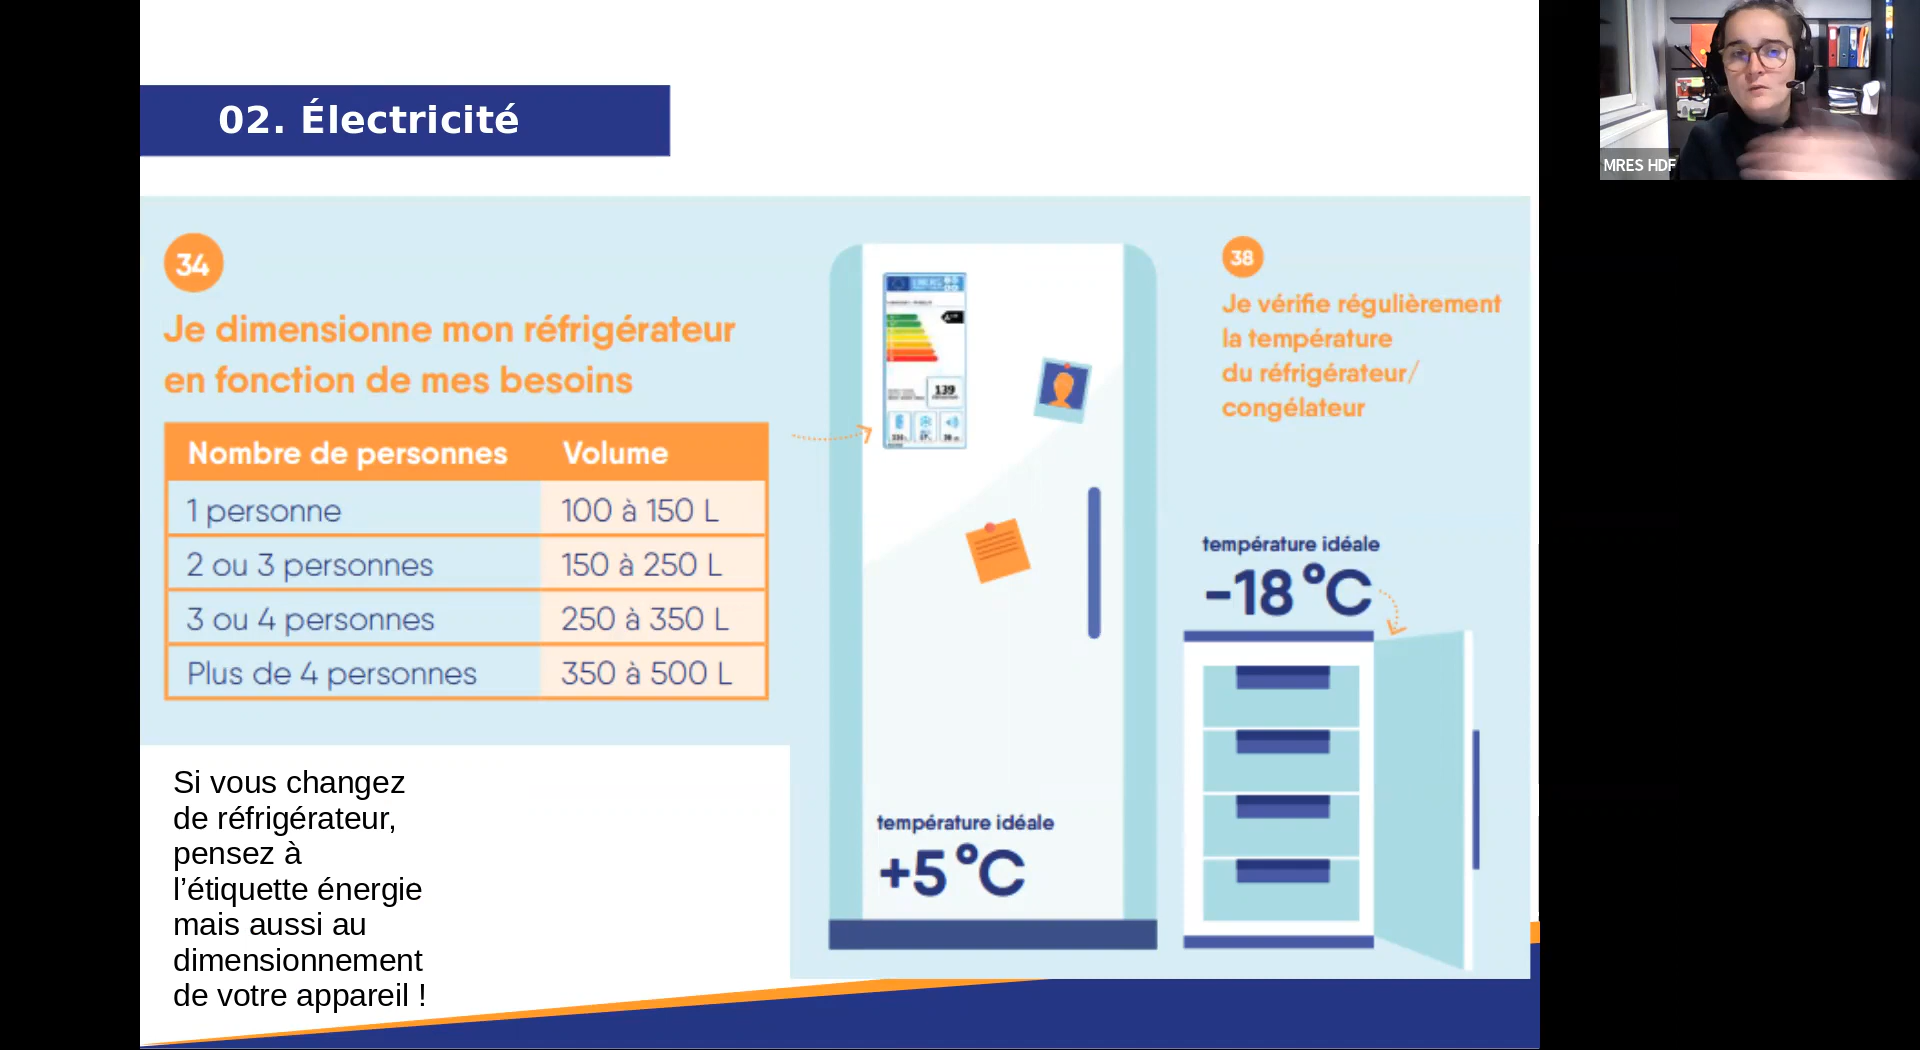 02. Électricité
34
Je dimensionne mon réfrigérateur
en fonction de mes besoins
Nombre de personnes Volume
1 personne 100 à 150 L
2 ou 3 personnes 150 à 250 L
3 ou 4 personnes 250 à 350 L
Plus de 4 personnes 350 à 500 L
Si vous changez
de réfrigérateur,
pensez à
l’étiquette énergie
mais aussi au
dimensionnement
de votre appareil !
139
température idéale
+5°C
38
Je vérifie régulièrement
la température
du réfrigérateur/
congélateur
température idéale
-18°C
MRES HDF